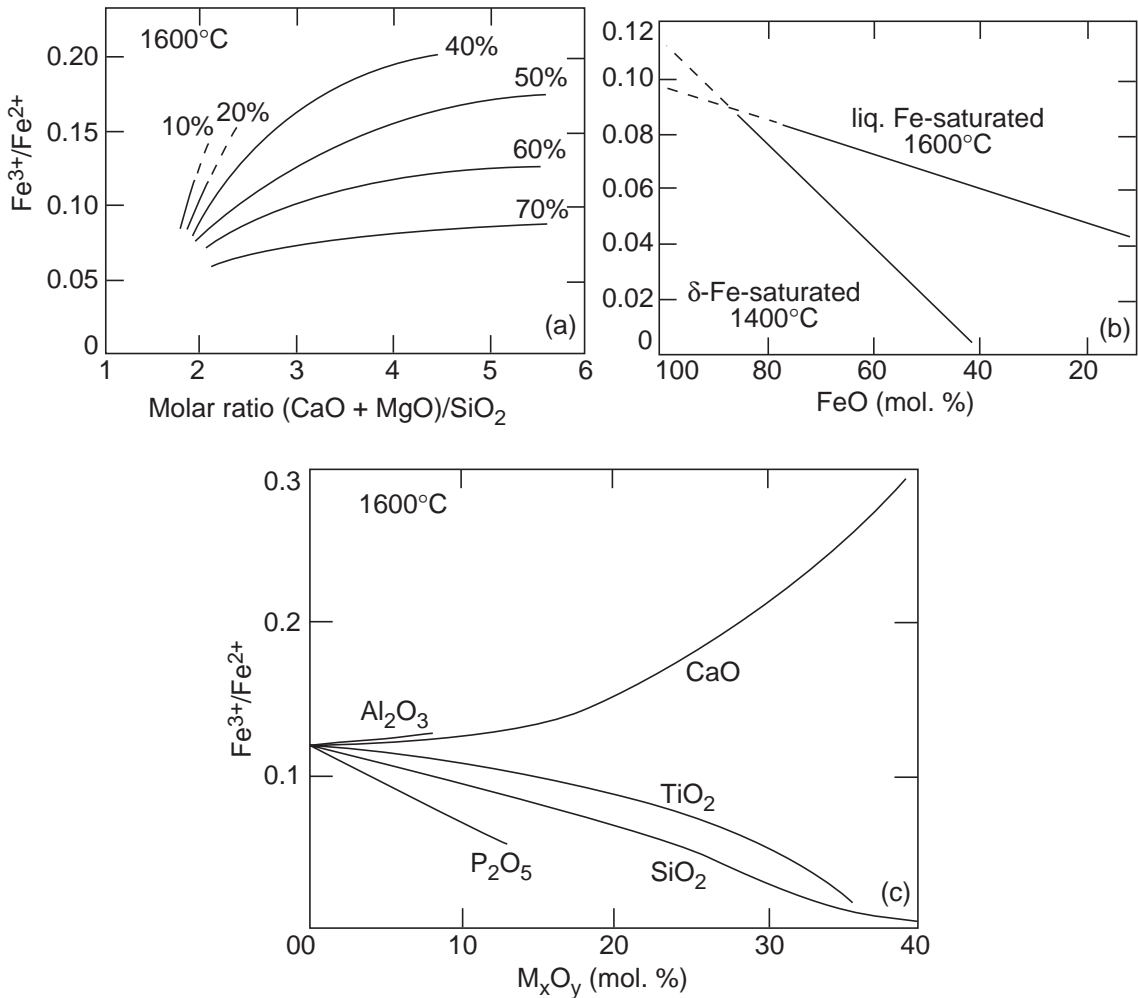 1600°C
40%
50%
60%
70%
10%
20%
Fe³⁺/Fe²⁺
0.20
0.15
0.10
0.05
0
1 2 3 4 5 6
Molar ratio (CaO + MgO)/SiO₂
(a)
0.12
0.10
0.08
0.06
0.04
0.02
0
liq. Fe-saturated
1600°C
δ-Fe-saturated
1400°C
(b)
100 80 60 40 20
FeO (mol. %)
1600°C
0.3
0.2
0.1
Fe³⁺/Fe²⁺
Al₂O₃
CaO
TiO₂
P₂O₅
SiO₂
(c)
00 10 20 30 40
MₓOᵧ (mol. %)